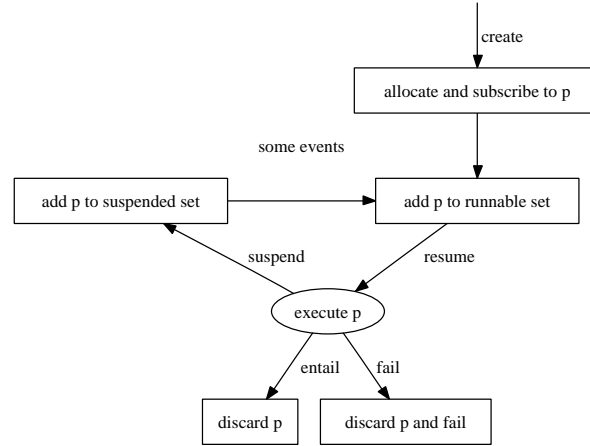 create
allocate and subscribe to p
some events
add p to suspended set
add p to runnable set
suspend
resume
execute p
entail
fail
discard p
discard p and fail